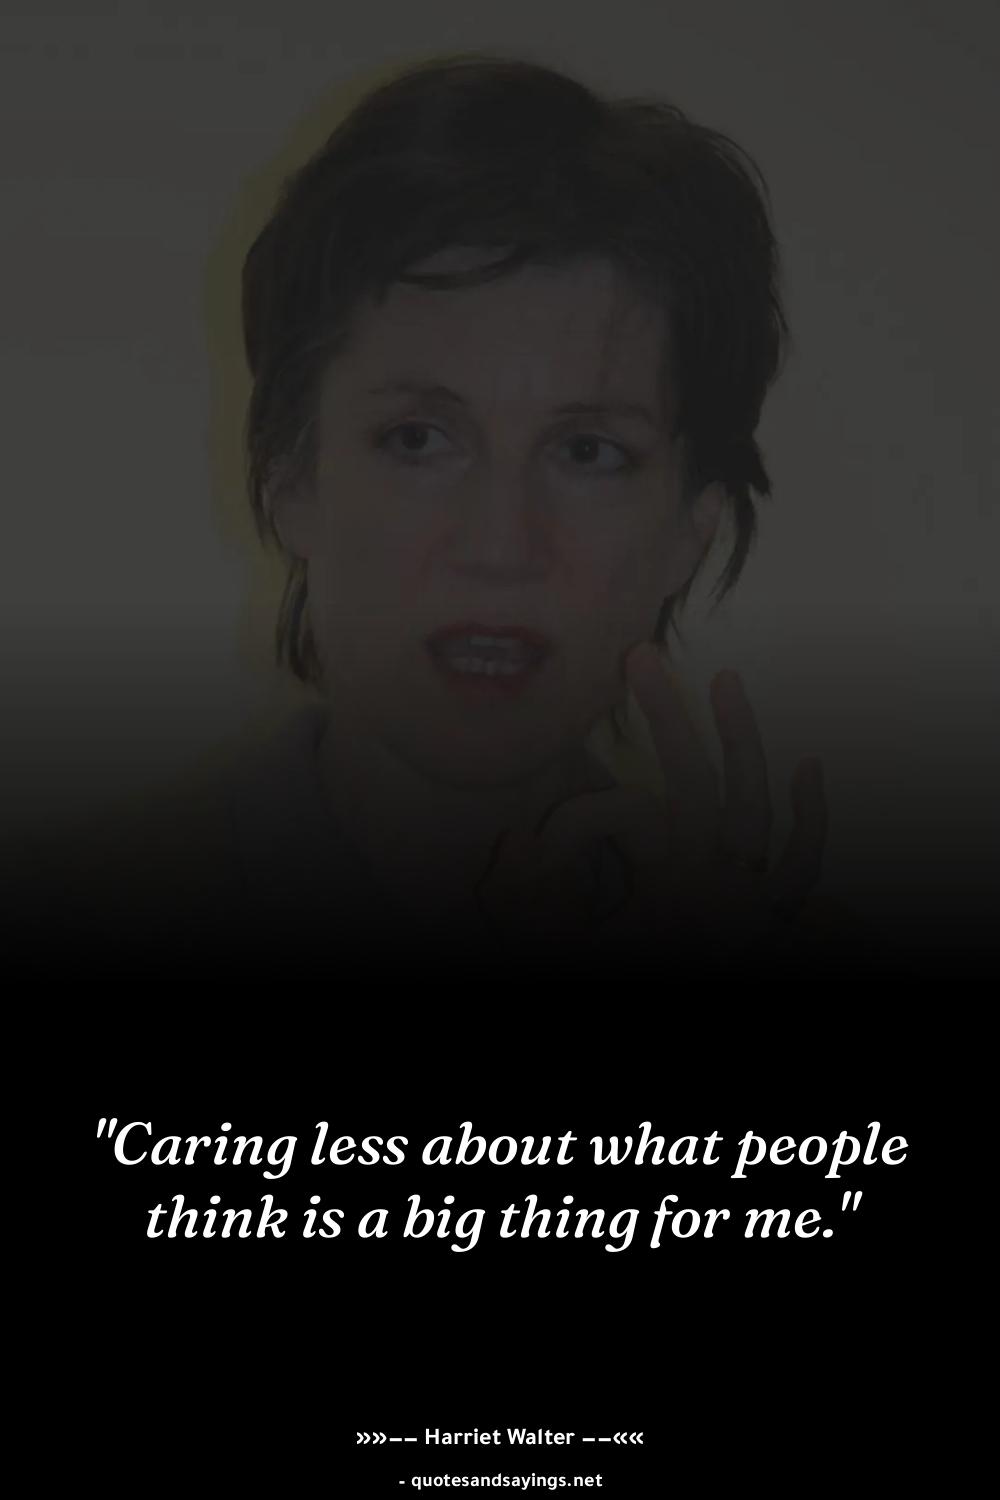 "Caring less about what people
think is a big thing for me."
»»−− Harriet Walter −−««
- quotesandsayings.net